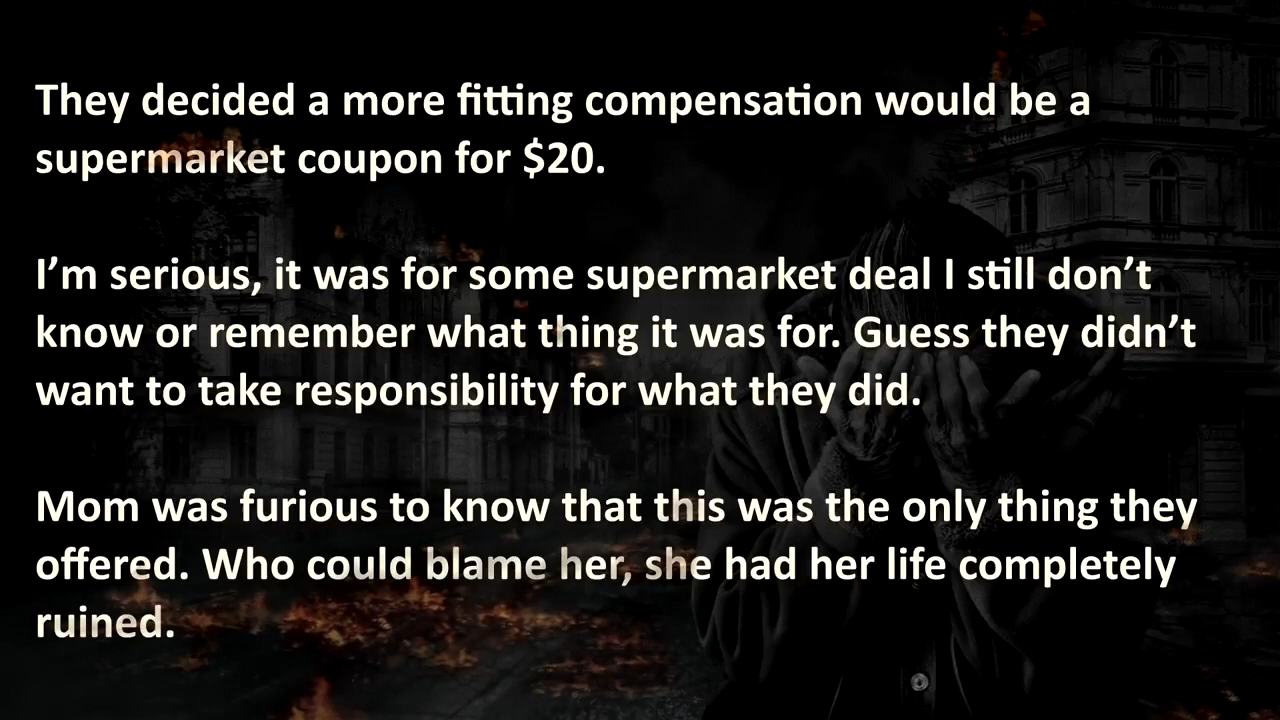 They decided a more fitting compensation would be a
supermarket coupon for $20.
I’m serious, it was for some supermarket deal I still don’t
know or remember what thing it was for. Guess they didn’t
want to take responsibility for what they did.
Mom was furious to know that this was the only thing they
offered. Who could blame her, she had her life completely
ruined.